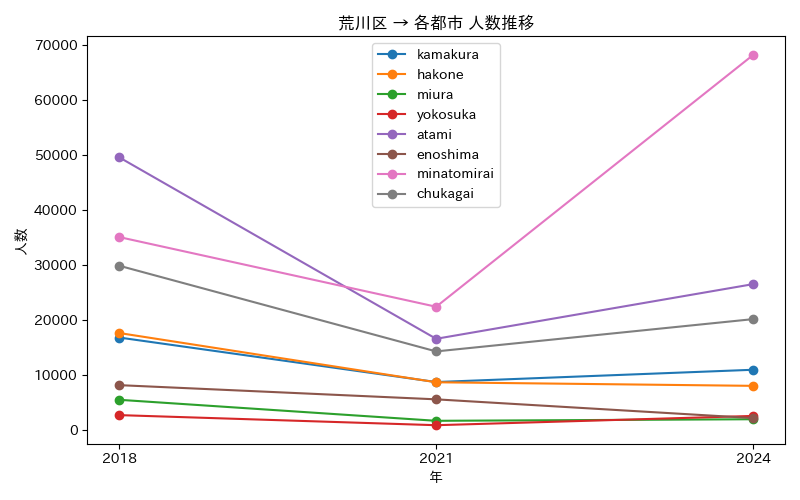 荒川区 → 各都市 人数推移
70000
60000
50000
40000
30000
20000
10000
0
人数
kamakura
hakone
miura
yokosuka
atami
enoshima
minatomirai
chukagai
2018
2021
2024
年